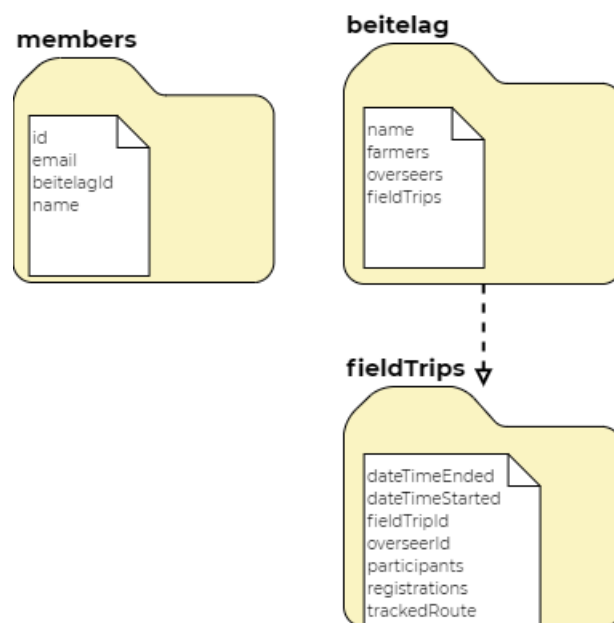 members
id
email
beitelagId
name
beitelag
name
farmers
overseers
fieldTrips
fieldTrips
dateTimeEnded
dateTimeStarted
fieldTripId
overseerId
participants
registrations
trackedRoute